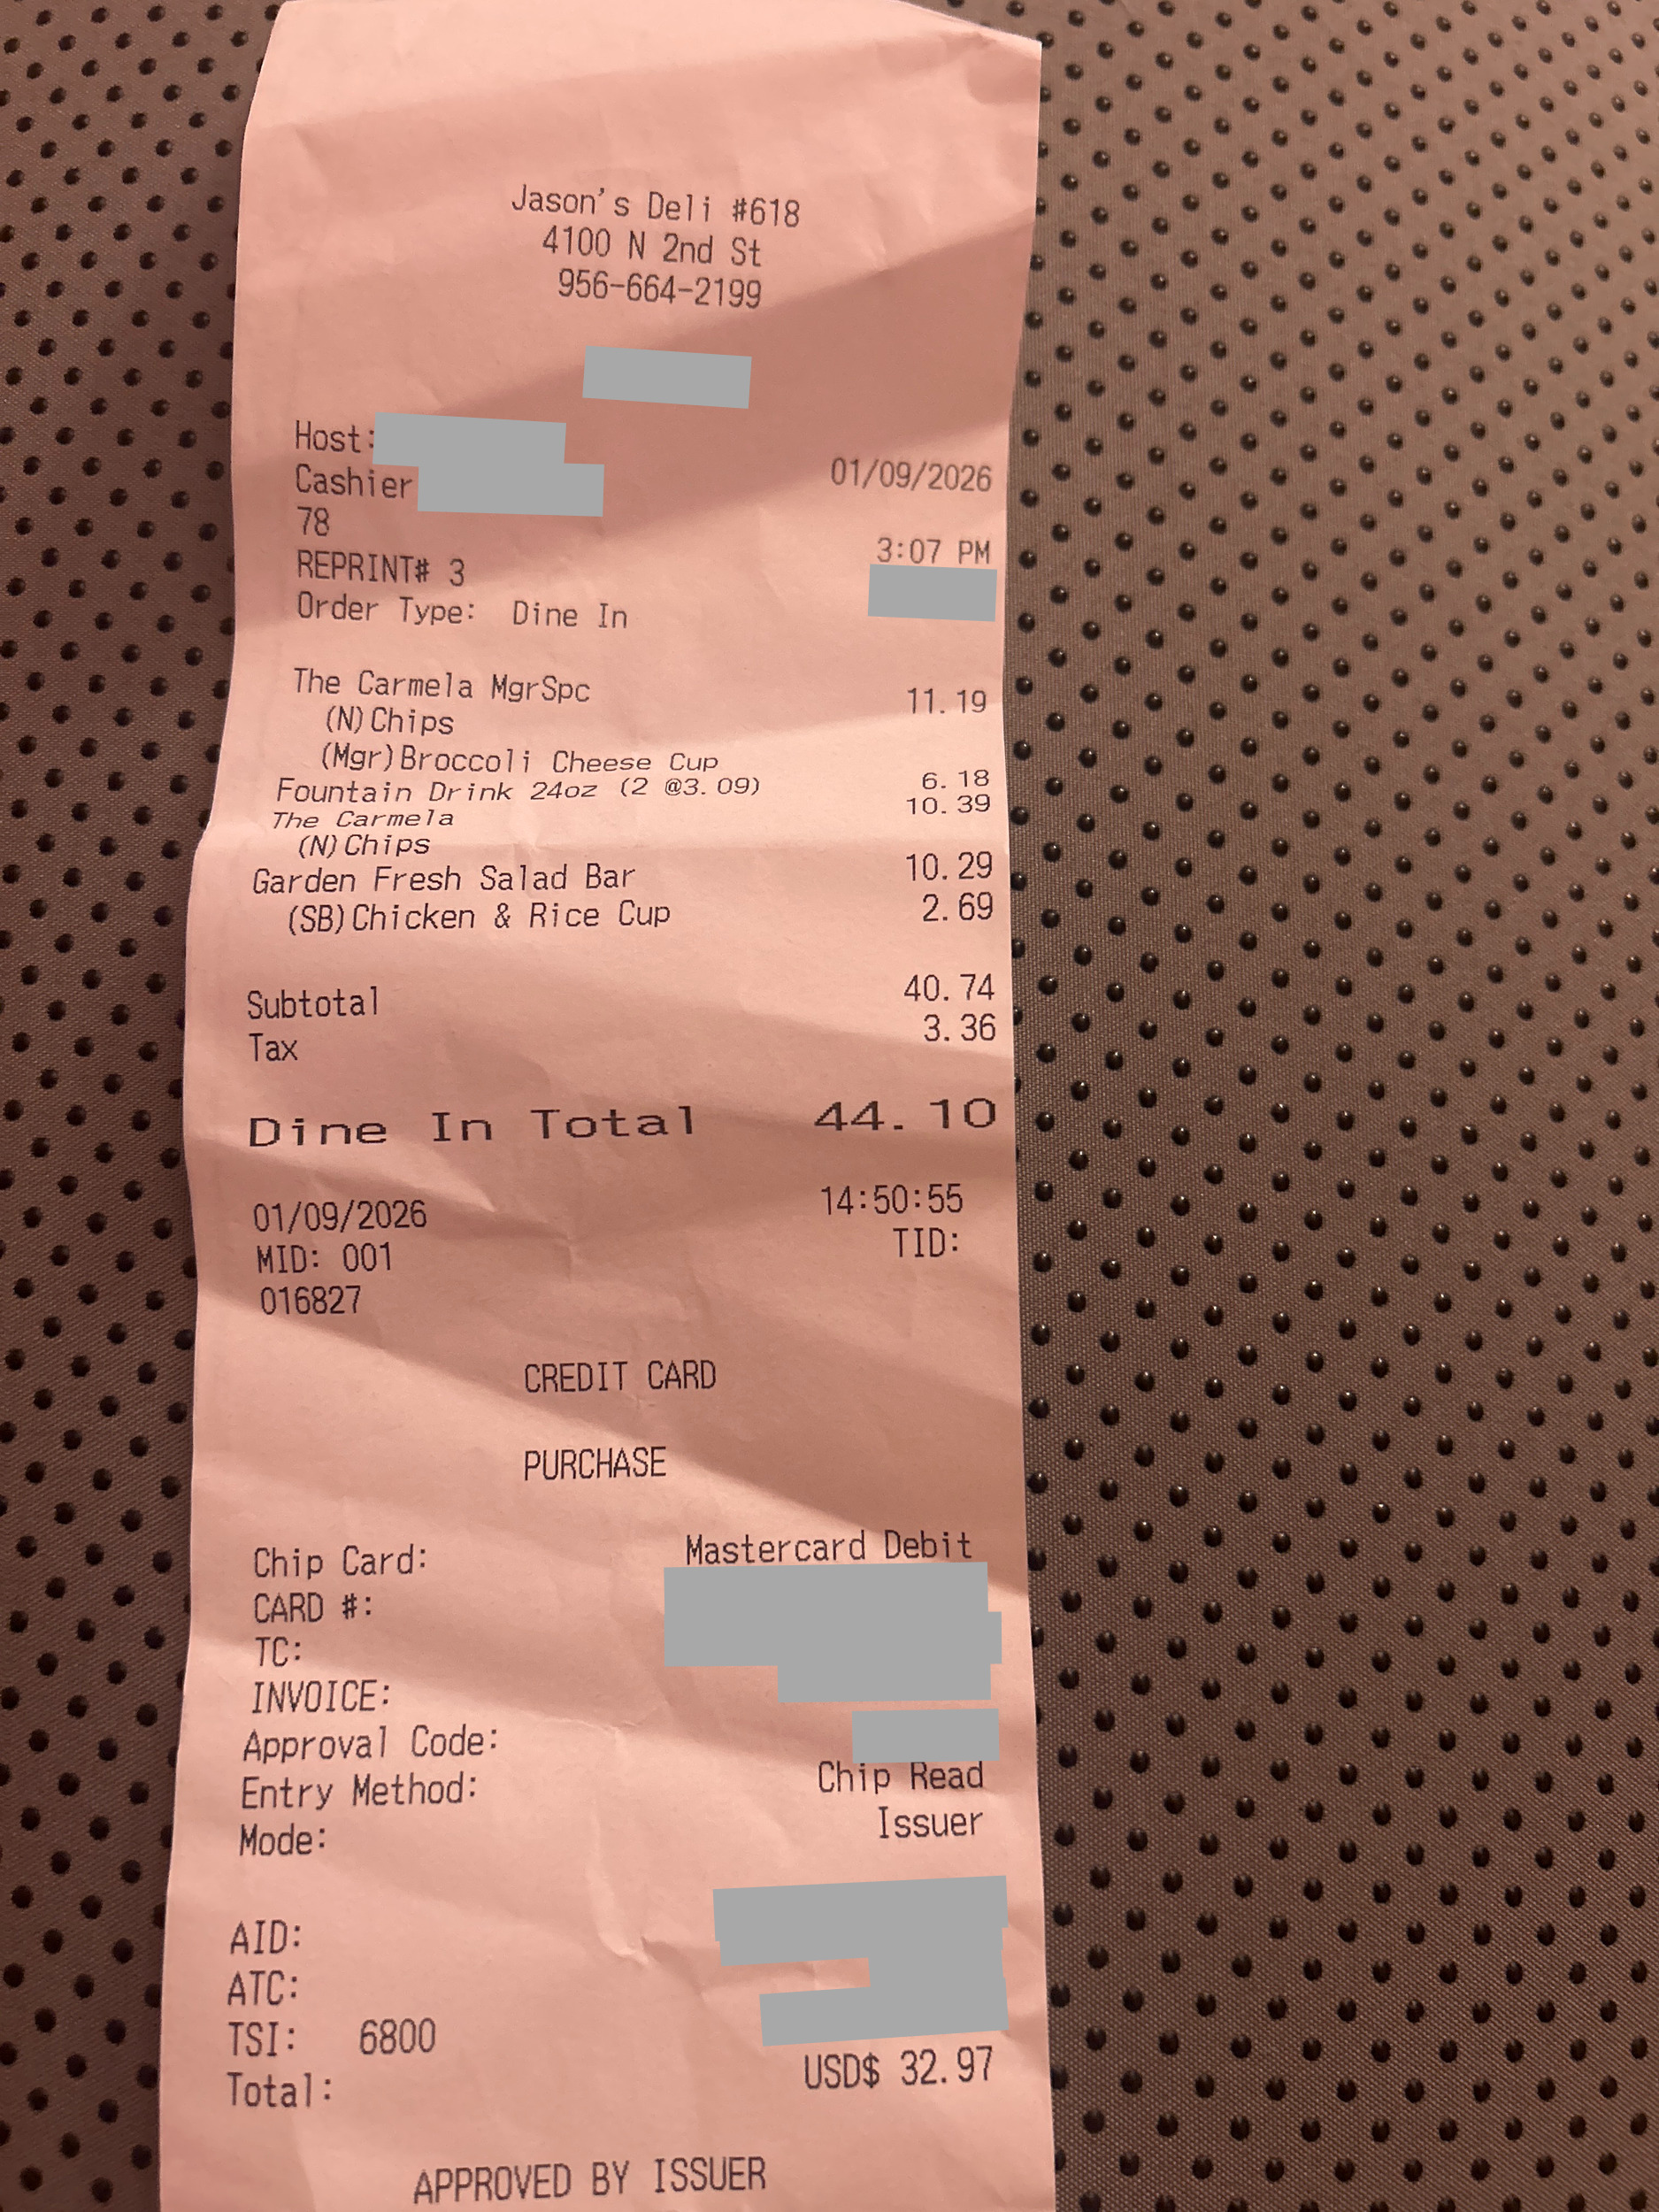 Jason's Deli #618
4100 N 2nd St
956-664-2199
Host:
Cashier 01/09/2026
78
3:07 PM
REPRINT# 3
Order Type: Dine In
The Carmela MgrSpc 11.19
(N)Chips
(Mgr)Broccoli Cheese Cup
Fountain Drink 24oz (2 @3.09) 6.18
The Carmela 10.39
(N)Chips
Garden Fresh Salad Bar 10.29
(SB)Chicken & Rice Cup 2.69
Subtotal 40.74
Tax 3.36
Dine In Total 44.10
01/09/2026 14:50:55
MID: 001 TID:
016827
CREDIT CARD
PURCHASE
Chip Card: Mastercard Debit
CARD #:
TC:
INVOICE:
Approval Code:
Entry Method: Chip Read
Mode: Issuer
AID:
ATC:
TSI: 6800
Total: USD$ 32.97
APPROVED BY ISSUER